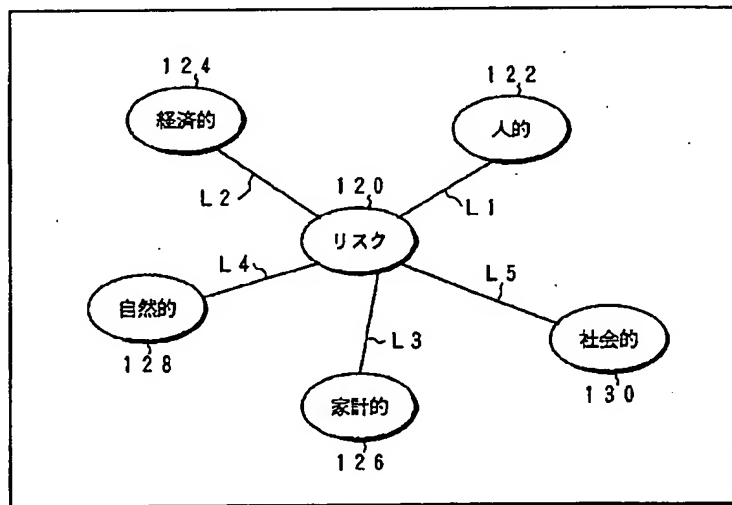 １２４
経済的
１２２
人的
L２
１２０
L１
リスク
L４
L５
自然的
１２８
L３
社会的
１３０
家計的
１２６